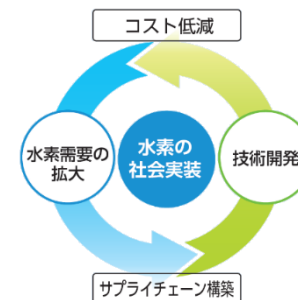 コスト低減
水素需要の
拡大
水素の
社会実装
技術開発
サプライチェーン構築